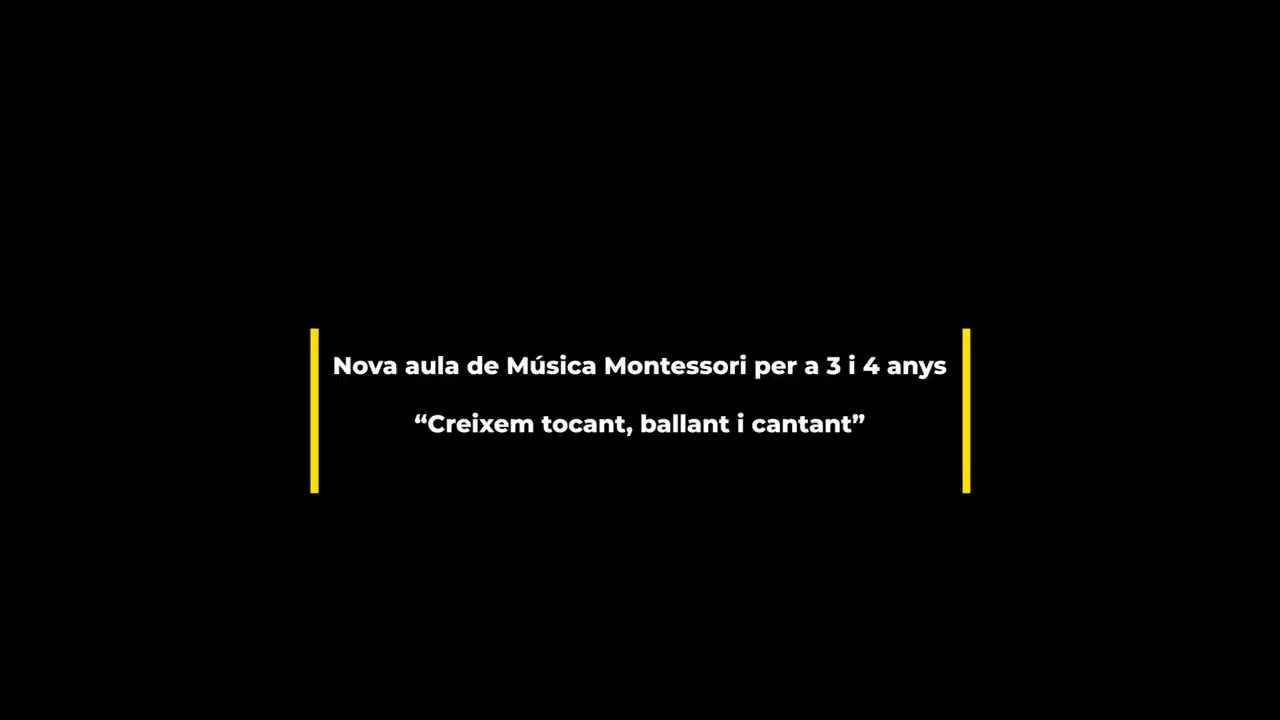 Nova aula de Música Montessori per a 3 i 4 anys
“Creixem tocant, ballant i cantant”